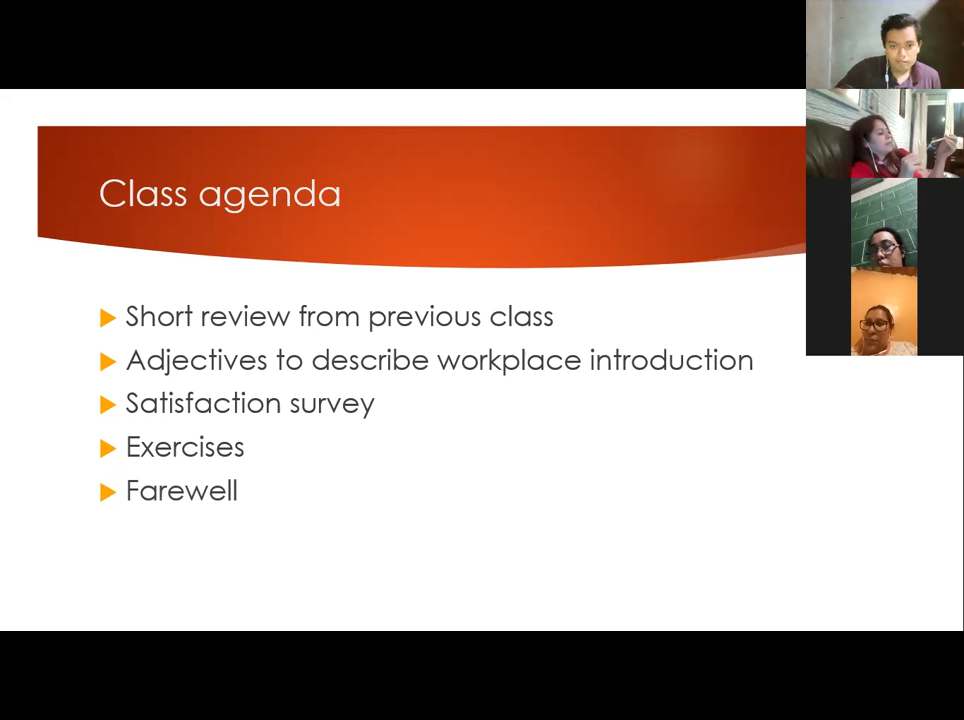 Class agenda
Short review from previous class
Adjectives to describe workplace introduction
Satisfaction survey
Exercises
Farewell